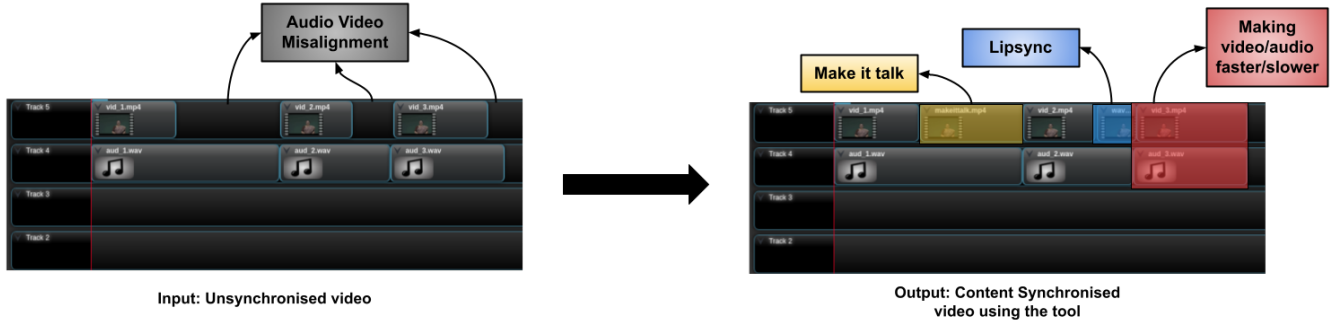 Audio Video
Misalignment
Track 5
vid_1.mp4
vid_2.mp4
vid_3.mp4
Track 4
aud_1.wav
aud_2.wav
aud_3.wav
Track 3
Track 2
Input: Unsynchronised video
Make it talk
Lipsync
Making
video/audio
faster/slower
Track 5
vid_1.mp4
makeittalk.mp4
vid_2.mp4
vid_3.mp4
Track 4
aud_1.wav
aud_2.wav
aud_3.wav
Track 3
Track 2
Output: Content Synchronised
video using the tool